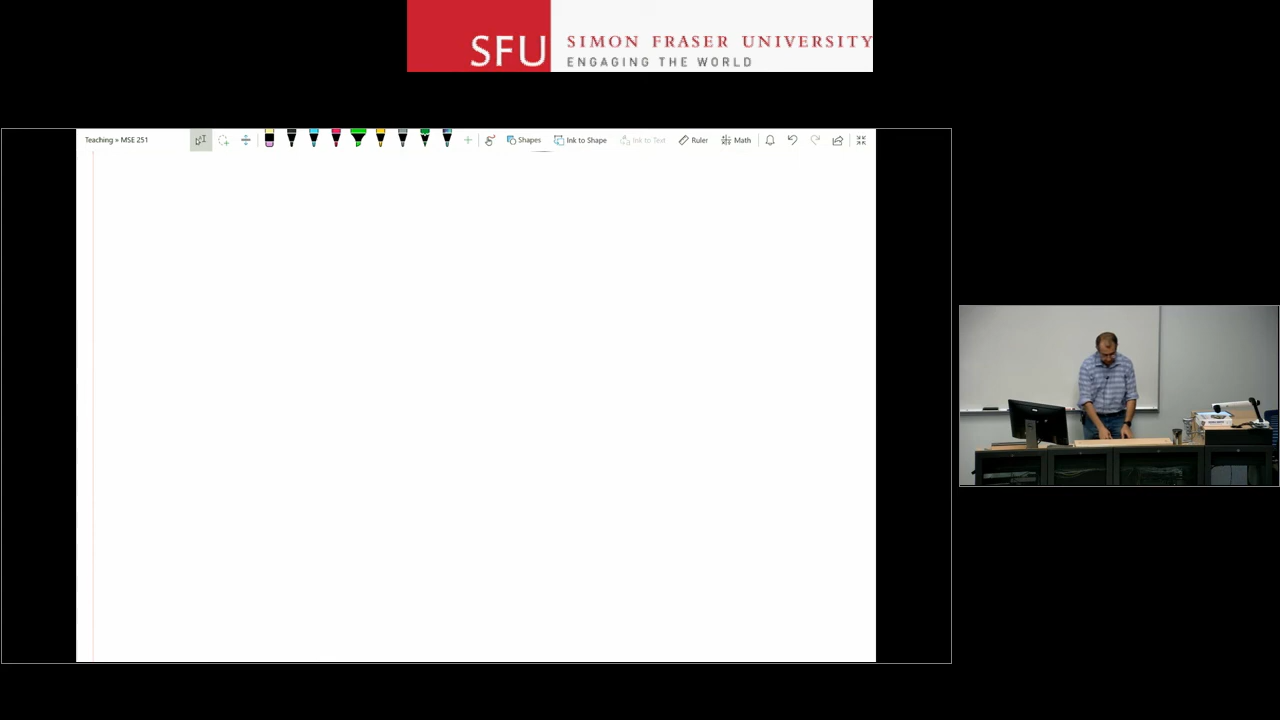 SFU
SIMON FRASER UNIVERSITY
ENGAGING THE WORLD
Teaching » MSE 251
Shapes
Ink to Shape
Ink to Text
Ruler
Math